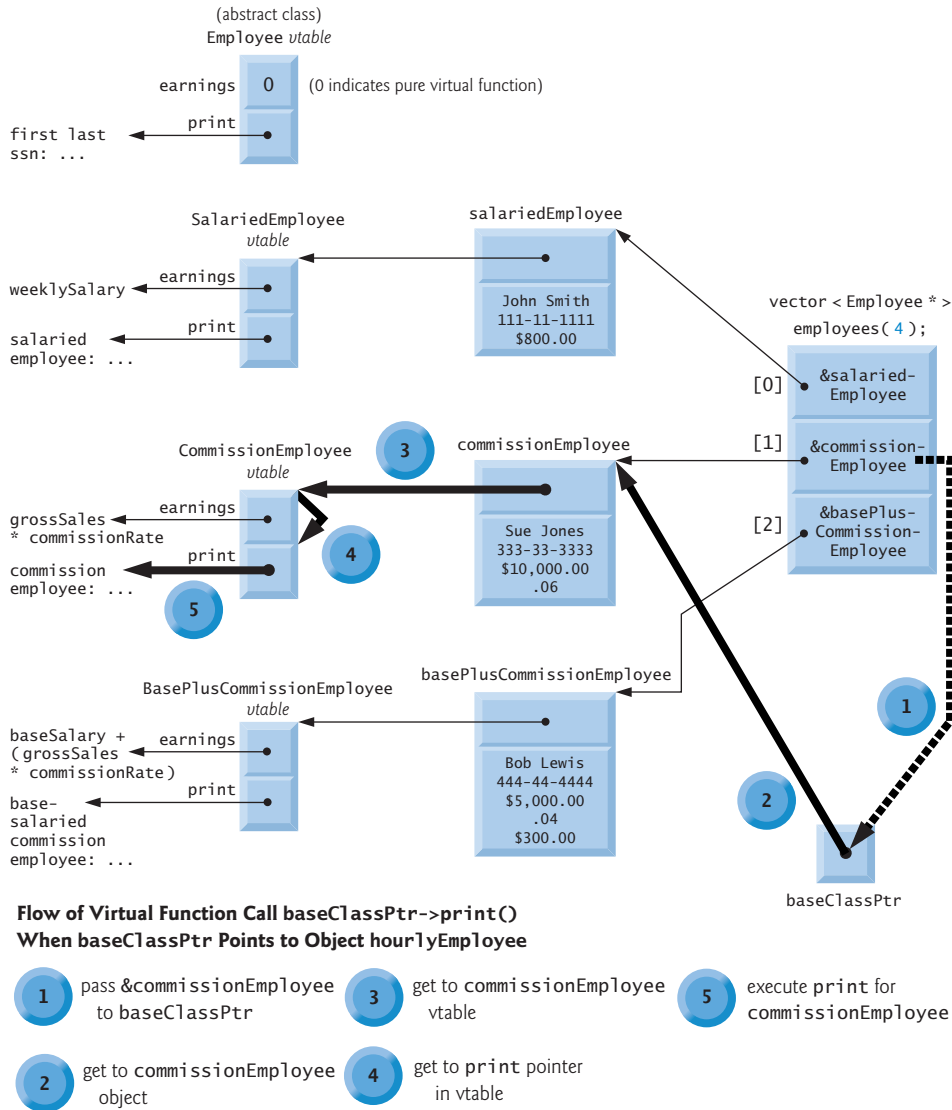 (abstract class)
Employee vtable
earnings
0
(0 indicates pure virtual function)
print
first last
ssn: ...
SalariedEmployee
vtable
earnings
weeklySalary
print
salaried
employee: ...
salariedEmployee
John Smith
111-11-1111
$800.00
vector < Employee * >
employees( 4 );
[0]
&salaried-
Employee
[1]
&commission-
Employee
[2]
&basePlus-
Commission-
Employee
CommissionEmployee
vtable
3
commissionEmployee
earnings
grossSales
* commissionRate
4
print
commission
employee: ...
5
Sue Jones
333-33-3333
$10,000.00
.06
BasePlusCommissionEmployee
vtable
basePlusCommissionEmployee
earnings
baseSalary +
(grossSales
* commissionRate)
print
base-
salaried
commission
employee: ...
Bob Lewis
444-44-4444
$5,000.00
.04
$300.00
1
2
baseClassPtr
Flow of Virtual Function Call baseClassPtr->print()
When baseClassPtr Points to Object hourlyEmployee
1 pass &commissionEmployee
to baseClassPtr
2 get to commissionEmployee
object
3 get to commissionEmployee
vtable
4 get to print pointer
in vtable
5 execute print for
commissionEmployee